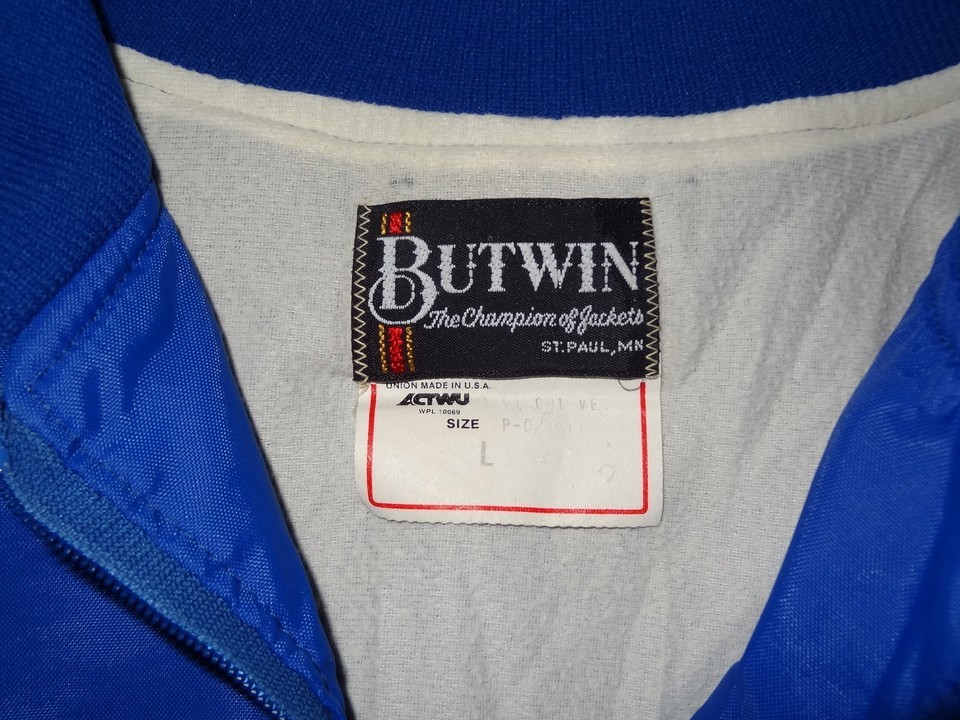 BUTWIN
The Champion of Jackets
ST. PAUL, MN
UNION MADE IN U.S.A.
ACTWU
WPL 10069
SIZE
L